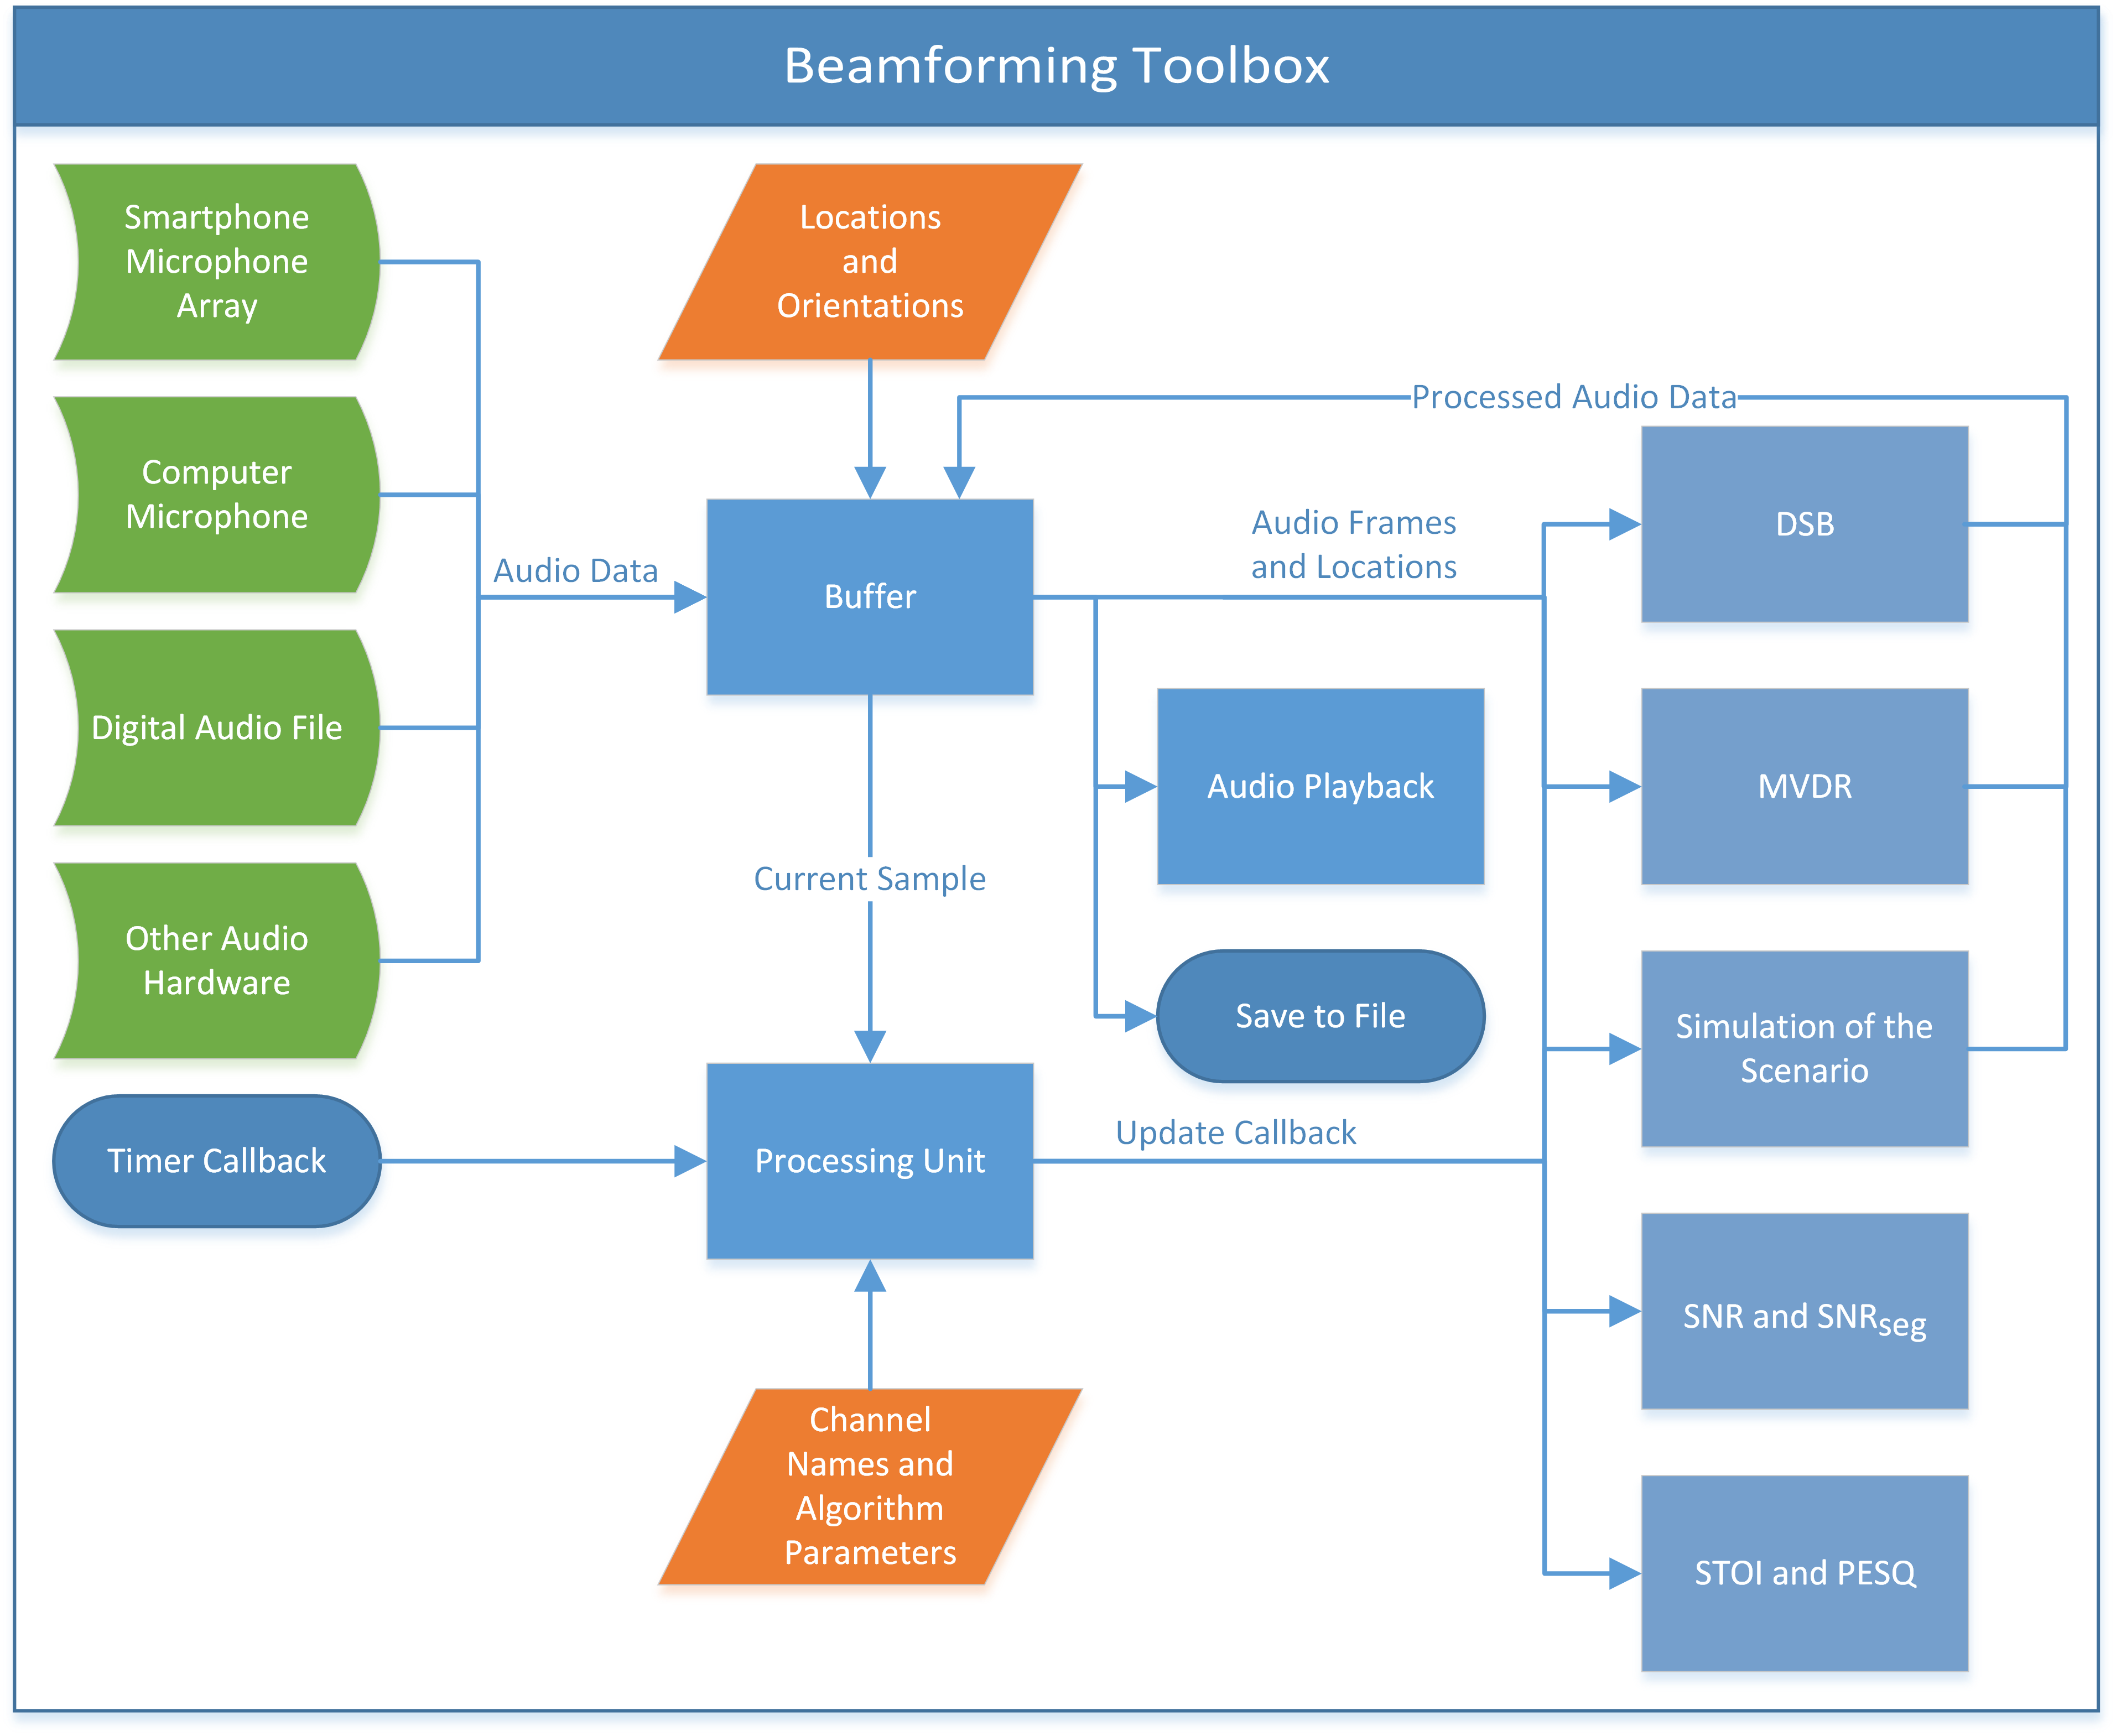 Beamforming Toolbox
Smartphone
Microphone
Array
Locations
and
Orientations
Processed Audio Data
Computer
Microphone
Audio Data
Buffer
Audio Frames
and Locations
DSB
Digital Audio File
Audio Playback
MVDR
Current Sample
Other Audio
Hardware
Save to File
Simulation of the
Scenario
Timer Callback
Processing Unit
Update Callback
SNR and SNRseg
Channel
Names and
Algorithm
Parameters
STOI and PESQ